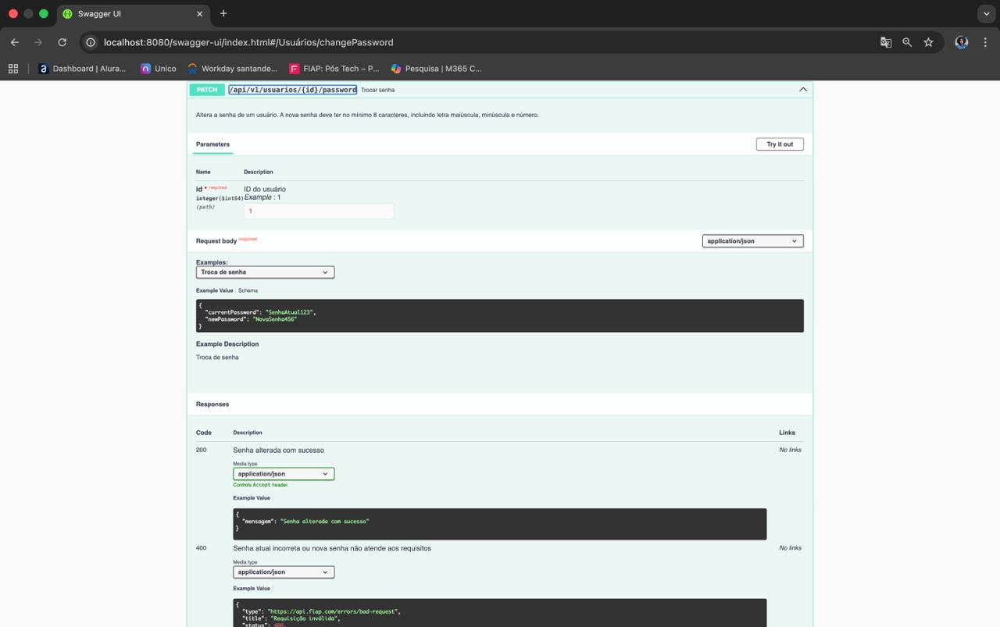 Swagger UI
localhost:8080/swagger-ui/index.html#/Usuários/changePassword
Dashboard | Alura...
Unico
Workday santande...
FIAP: Pós Tech – P...
Pesquisa | M365 C...
PATCH /api/v1/usuarios/{id}/password Trocar senha
Altera a senha de um usuário. A nova senha deve ter no mínimo 8 caracteres, incluindo letra maiúscula, minúscula e número.
Parameters
Try it out
Name Description
id * required
integer($int64)
(path)
ID do usuário
Example : 1
1
Request body required
application/json
Examples:
Troca de senha
Example Value Schema
{
"currentPassword": "SenhaAtual123",
"newPassword": "NovaSenha456"
}
Example Description
Troca de senha
Responses
Code Description Links
200 Senha alterada com sucesso No links
Media type
application/json
Controls Accept header.
Example Value
{
"mensagem": "Senha alterada com sucesso"
}
400 Senha atual incorreta ou nova senha não atende aos requisitos No links
Media type
application/json
Example Value
{
"type": "https://api.fiap.com/errors/bad-request",
"title": "Requisição inválida",
"status": 400,